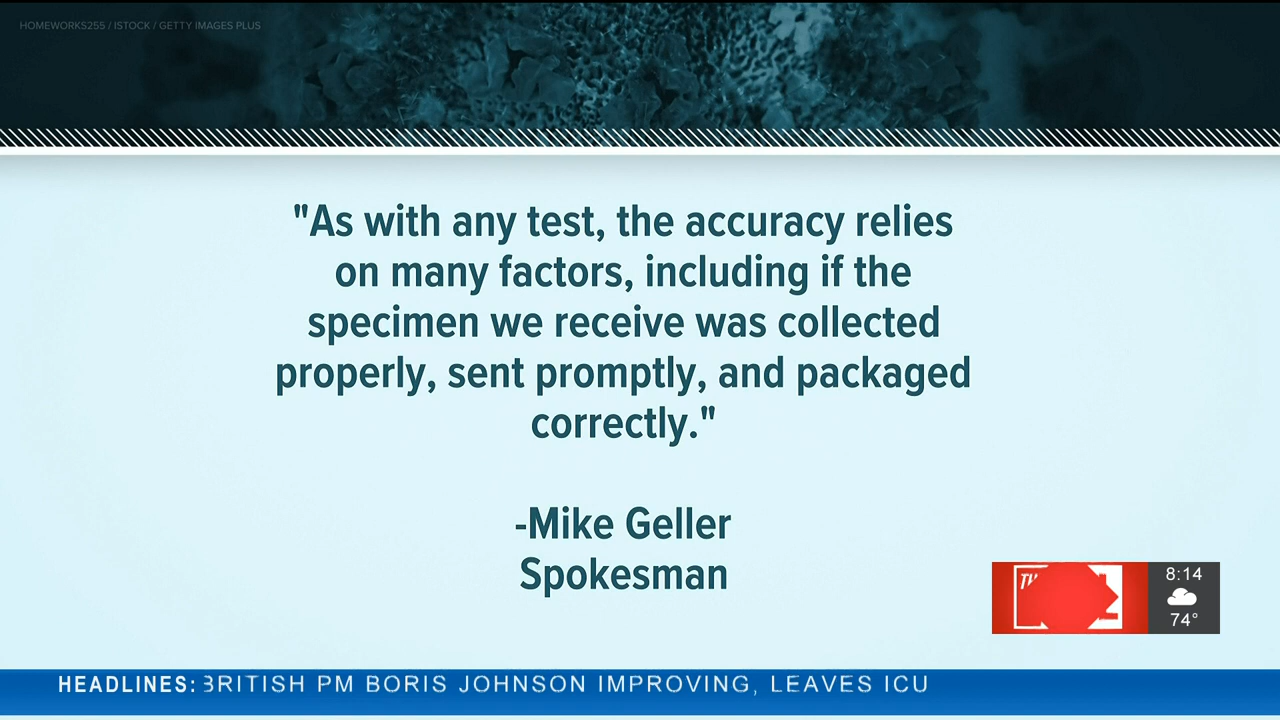 HOMEWORKS255 / ISTOCK / GETTY IMAGES PLUS
"As with any test, the accuracy relies
on many factors, including if the
specimen we receive was collected
properly, sent promptly, and packaged
correctly."
-Mike Geller
Spokesman
8:14
74°
HEADLINES: BRITISH PM BORIS JOHNSON IMPROVING, LEAVES ICU